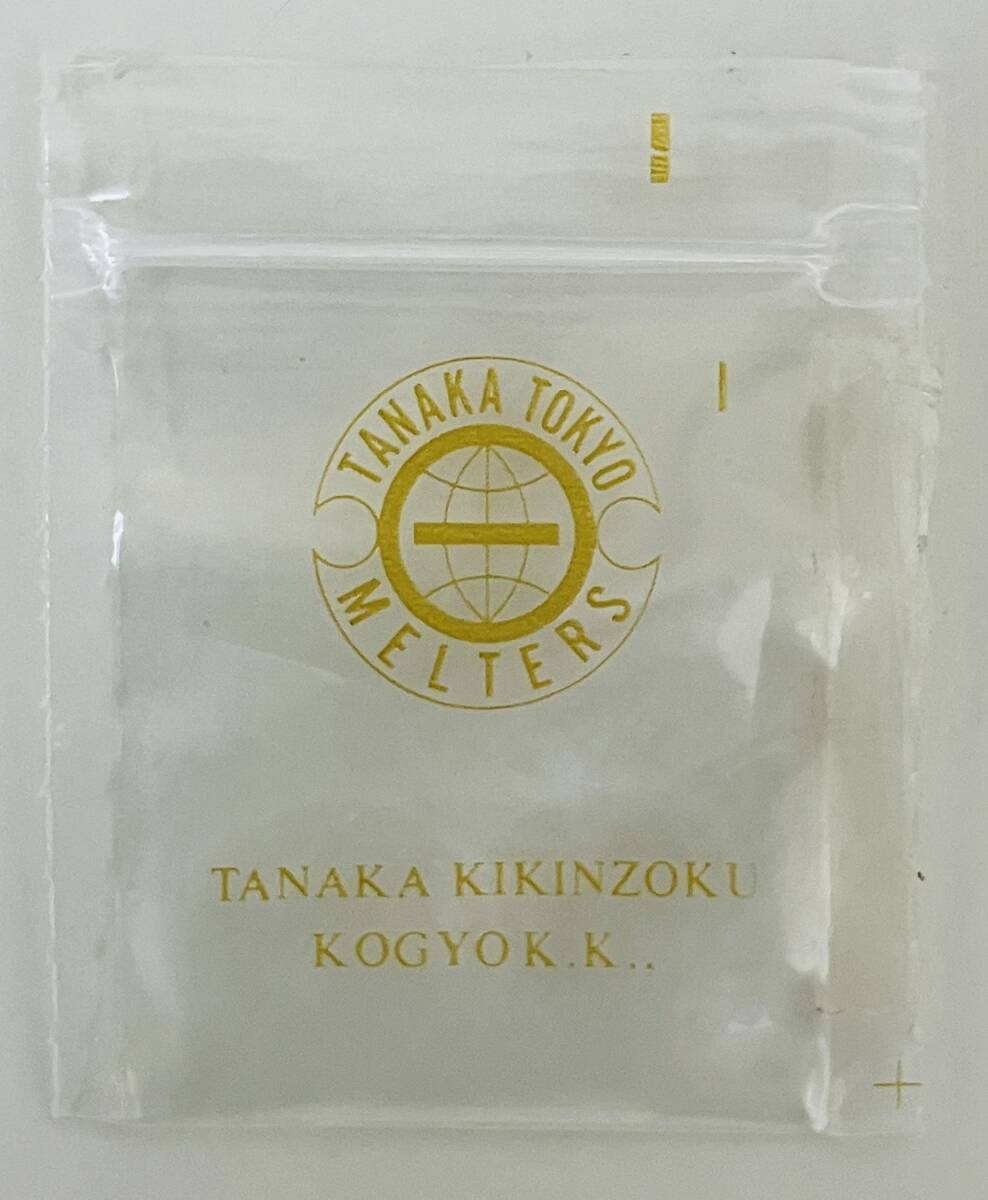 TANAKA TOKYO
MELTERS
TANAKA KIKINZOKU
KOGYO K.K..